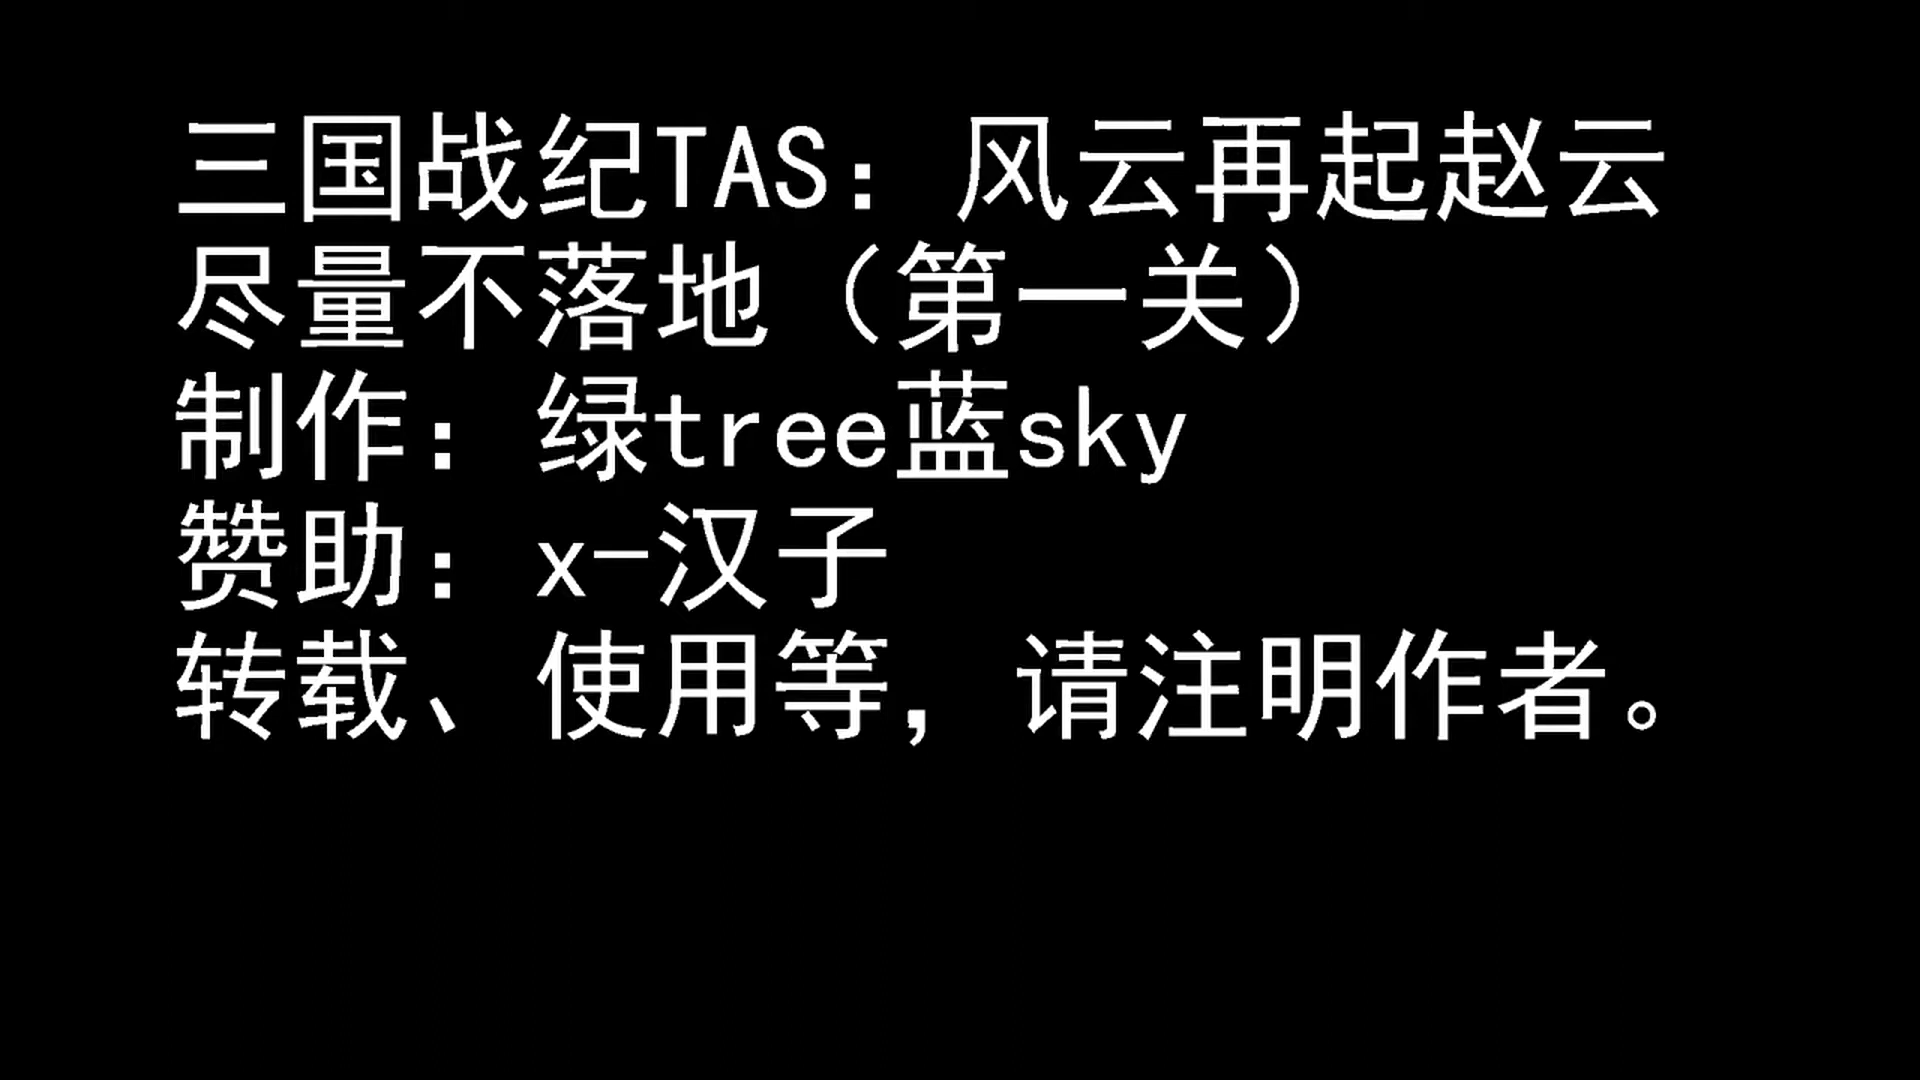 三国战纪TAS：风云再起赵云
尽量不落地（第一关）
制作：绿tree蓝sky
赞助：x-汉子
转载、使用等，请注明作者。